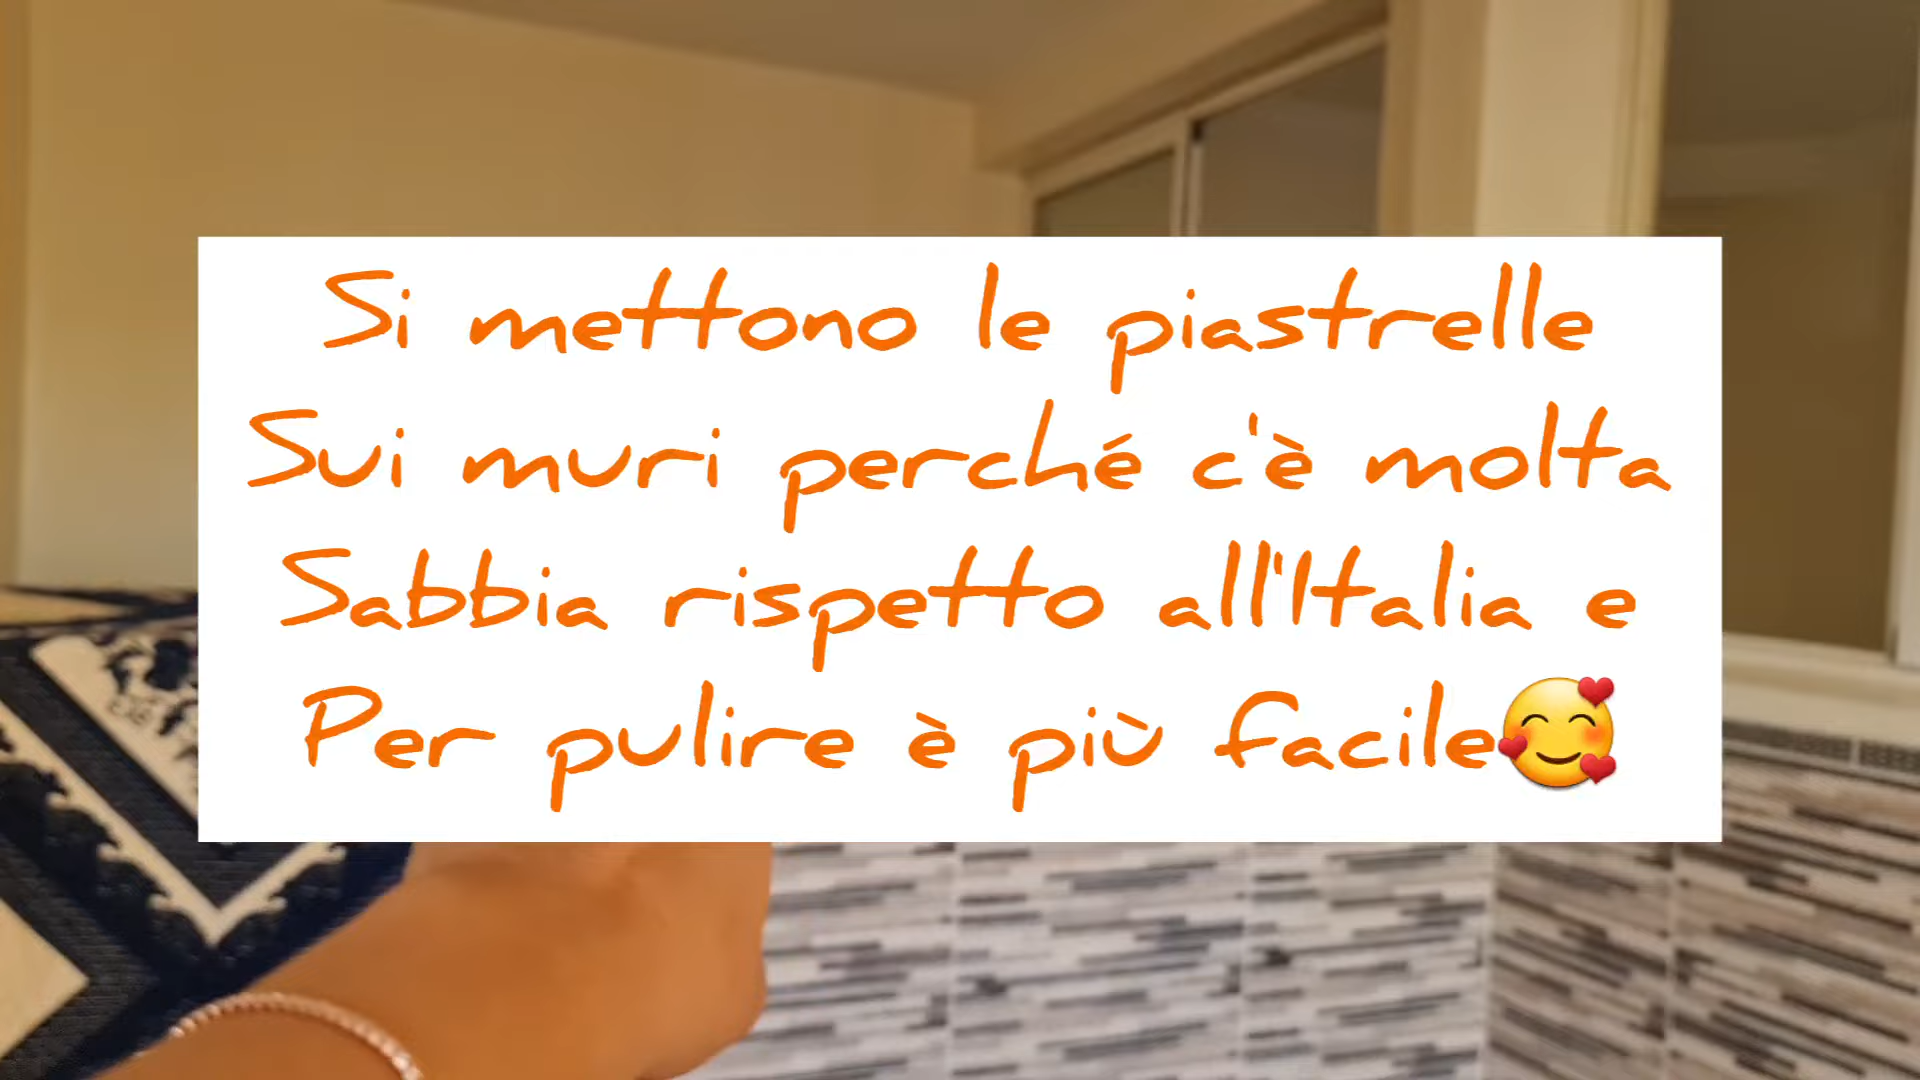 Si mettono le piastrelle
Sui muri perché c'è molta
Sabbia rispetto all'Italia e
Per pulire è più facile🥰